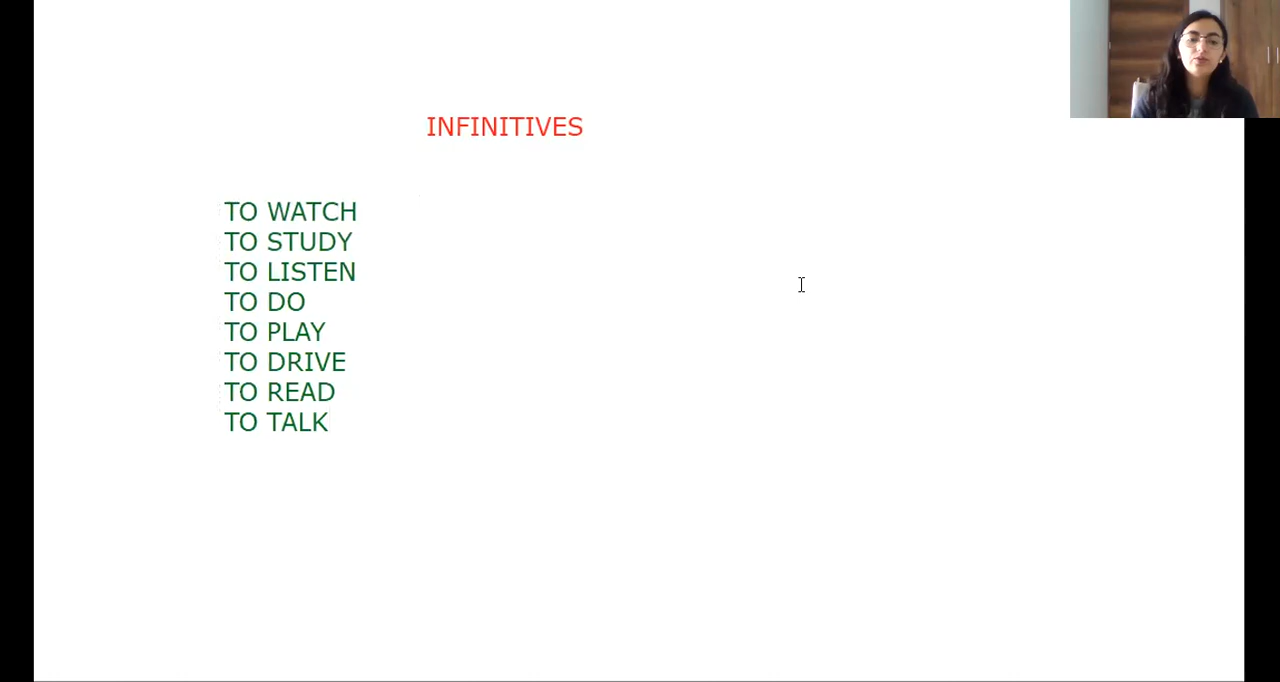 INFINITIVES
TO WATCH
TO STUDY
TO LISTEN
TO DO
TO PLAY
TO DRIVE
TO READ
TO TALK